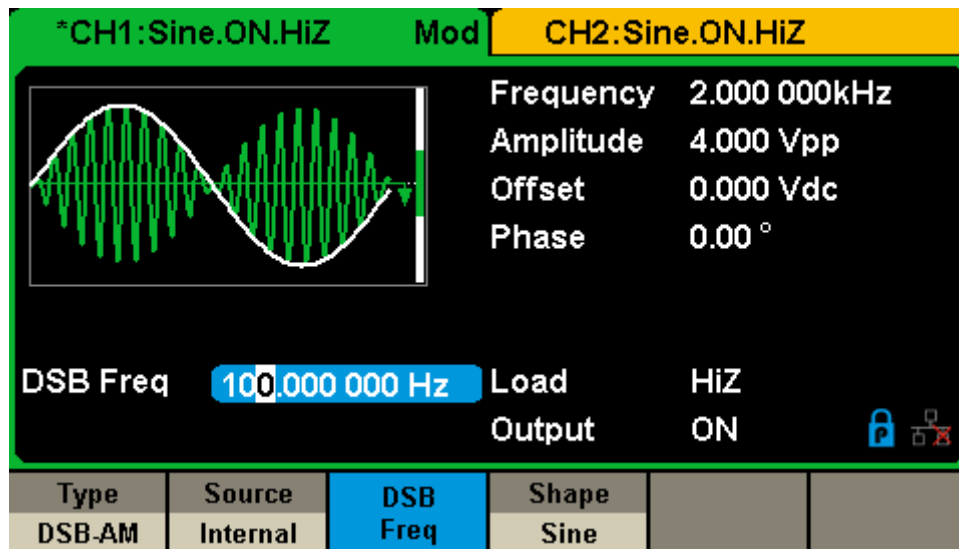 *CH1:Sine.ON.HiZ Mod CH2:Sine.ON.HiZ
Frequency 2.000 000kHz
Amplitude 4.000 Vpp
Offset 0.000 Vdc
Phase 0.00 °
DSB Freq 100.000 000 Hz Load HiZ
Output ON P
Type Source DSB Freq Shape
DSB-AM Internal Sine